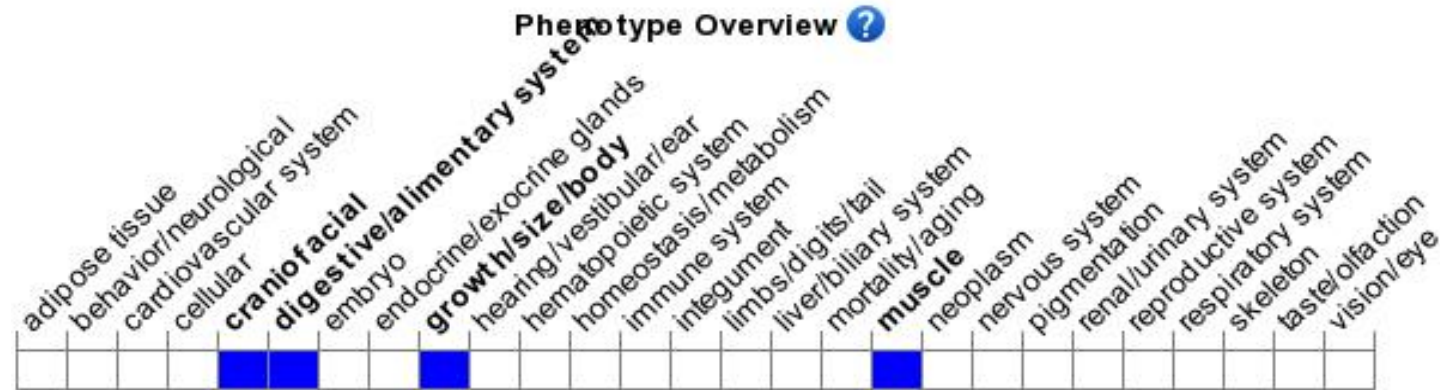 Phenotype Overview ?
adipose tissue
behavior/neurological
cardiovascular system
cellular
craniofacial
digestive/alimentary system
embryo
endocrine/exocrine glands
growth/size/body
hearing/vestibular/ear
hematopoietic system
homeostasis/metabolism
immune system
integument
limbs/digits/tail
liver/biliary system
mortality/aging
muscle
neoplasm
nervous system
pigmentation
renal/urinary system
reproductive system
respiratory system
skeleton
taste/olfaction
vision/eye